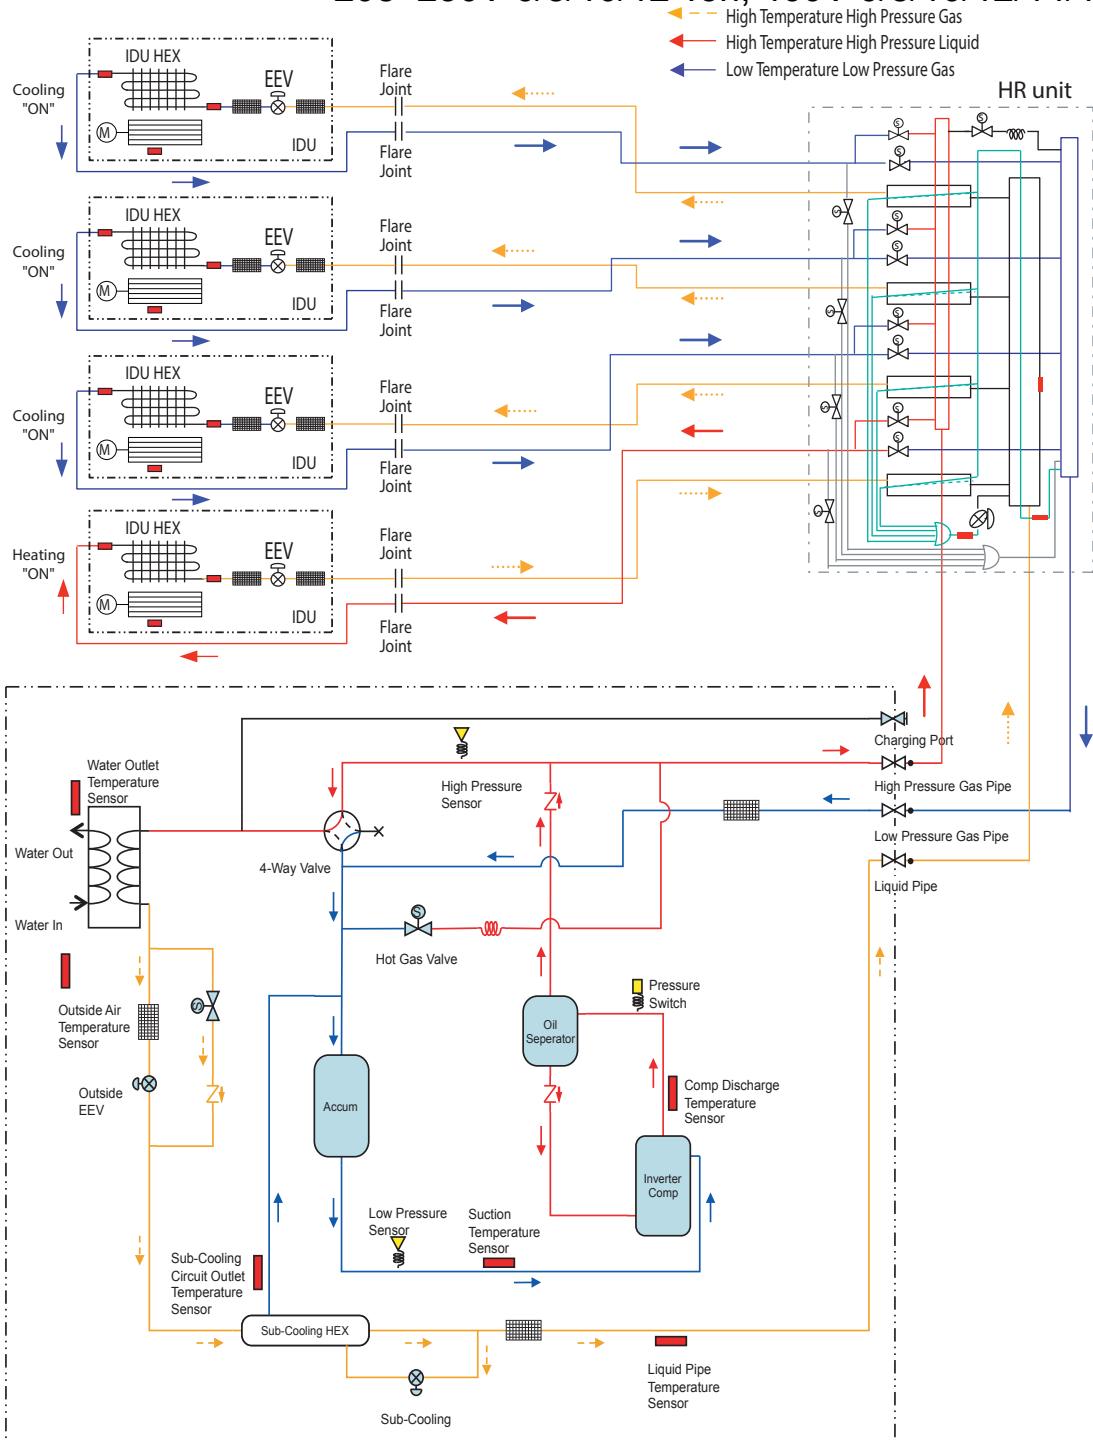 High Temperature High Pressure Gas
High Temperature High Pressure Liquid
Low Temperature Low Pressure Gas
HR unit
IDU HEX
EEV
Flare
Joint
Cooling
"ON"
M
IDU
Flare
Joint
S
S
S
IDU HEX
EEV
Flare
Joint
Cooling
"ON"
M
IDU
Flare
Joint
S
S
S
IDU HEX
EEV
Flare
Joint
Cooling
"ON"
M
IDU
Flare
Joint
S
S
S
IDU HEX
EEV
Flare
Joint
Heating
"ON"
M
IDU
Flare
Joint
S
S
S
S
Charging Port
High Pressure Gas Pipe
Low Pressure Gas Pipe
Liquid Pipe
Water Outlet
Temperature
Sensor
High Pressure
Sensor
Water Out
4-Way Valve
Water In
S
Hot Gas Valve
Outside Air
Temperature
Sensor
S
Pressure
Switch
Oil
Seperator
Outside
EEV
Accum
Comp Discharge
Temperature
Sensor
Inverter
Comp
Low Pressure
Sensor
Suction
Temperature
Sensor
Sub-Cooling
Circuit Outlet
Temperature
Sensor
Sub-Cooling HEX
Liquid Pipe
Temperature
Sensor
Sub-Cooling